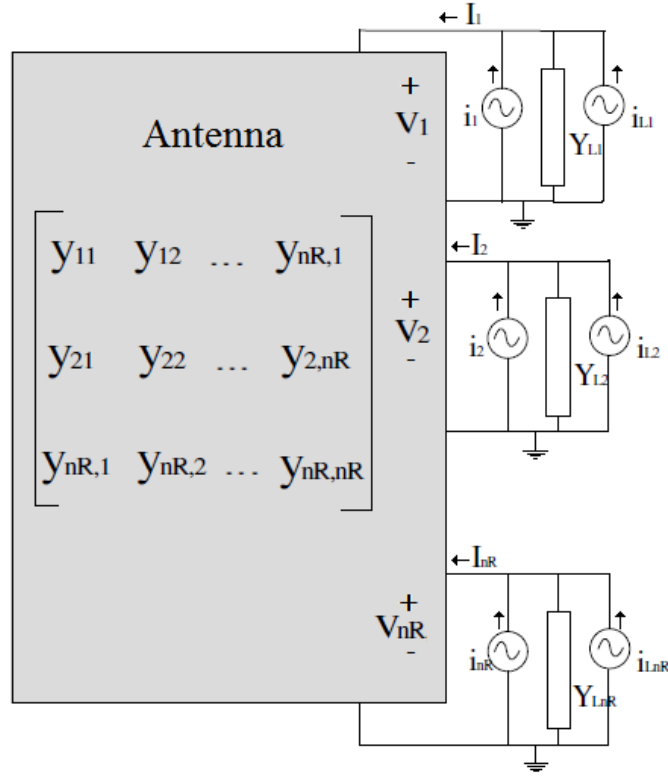 I1
+
V1
-
i1
YL1
iL1
Antenna
y11 y12 ... ynR,1
y21 y22 ... y2,nR
ynR,1 ynR,2 ... ynR,nR
I2
+
V2
-
i2
YL2
iL2
InR
+
VnR
-
inR
YLnR
iLnR